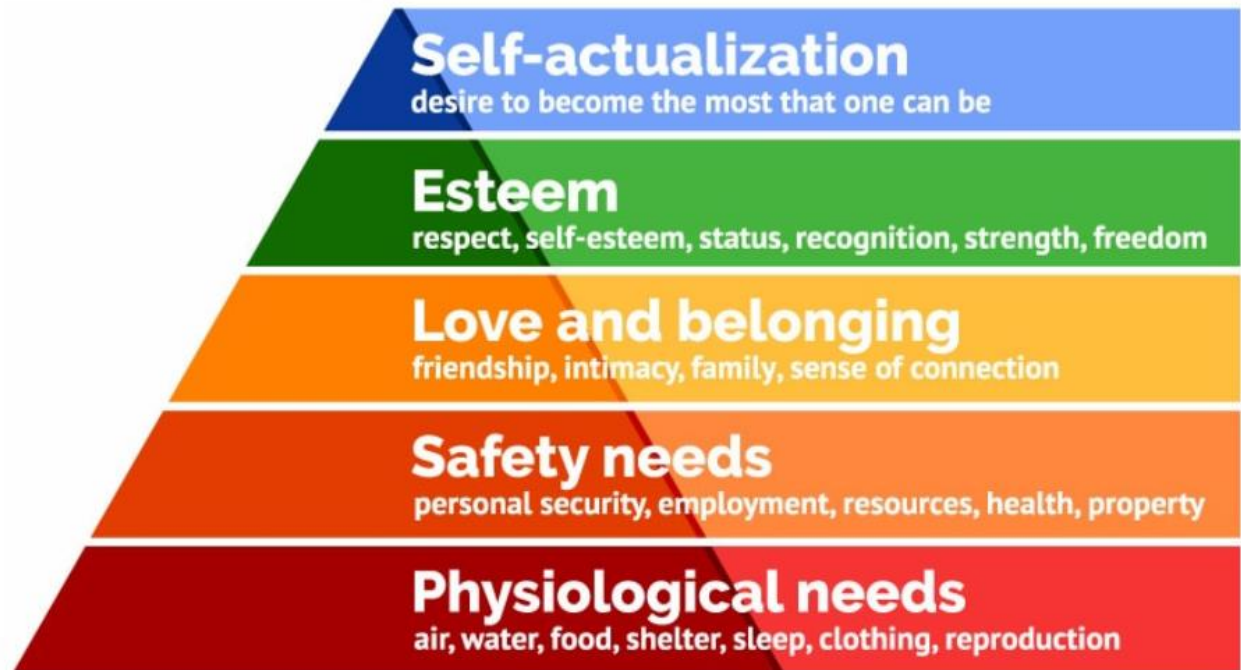 Self-actualization
desire to become the most that one can be
Esteem
respect, self-esteem, status, recognition, strength, freedom
Love and belonging
friendship, intimacy, family, sense of connection
Safety needs
personal security, employment, resources, health, property
Physiological needs
air, water, food, shelter, sleep, clothing, reproduction